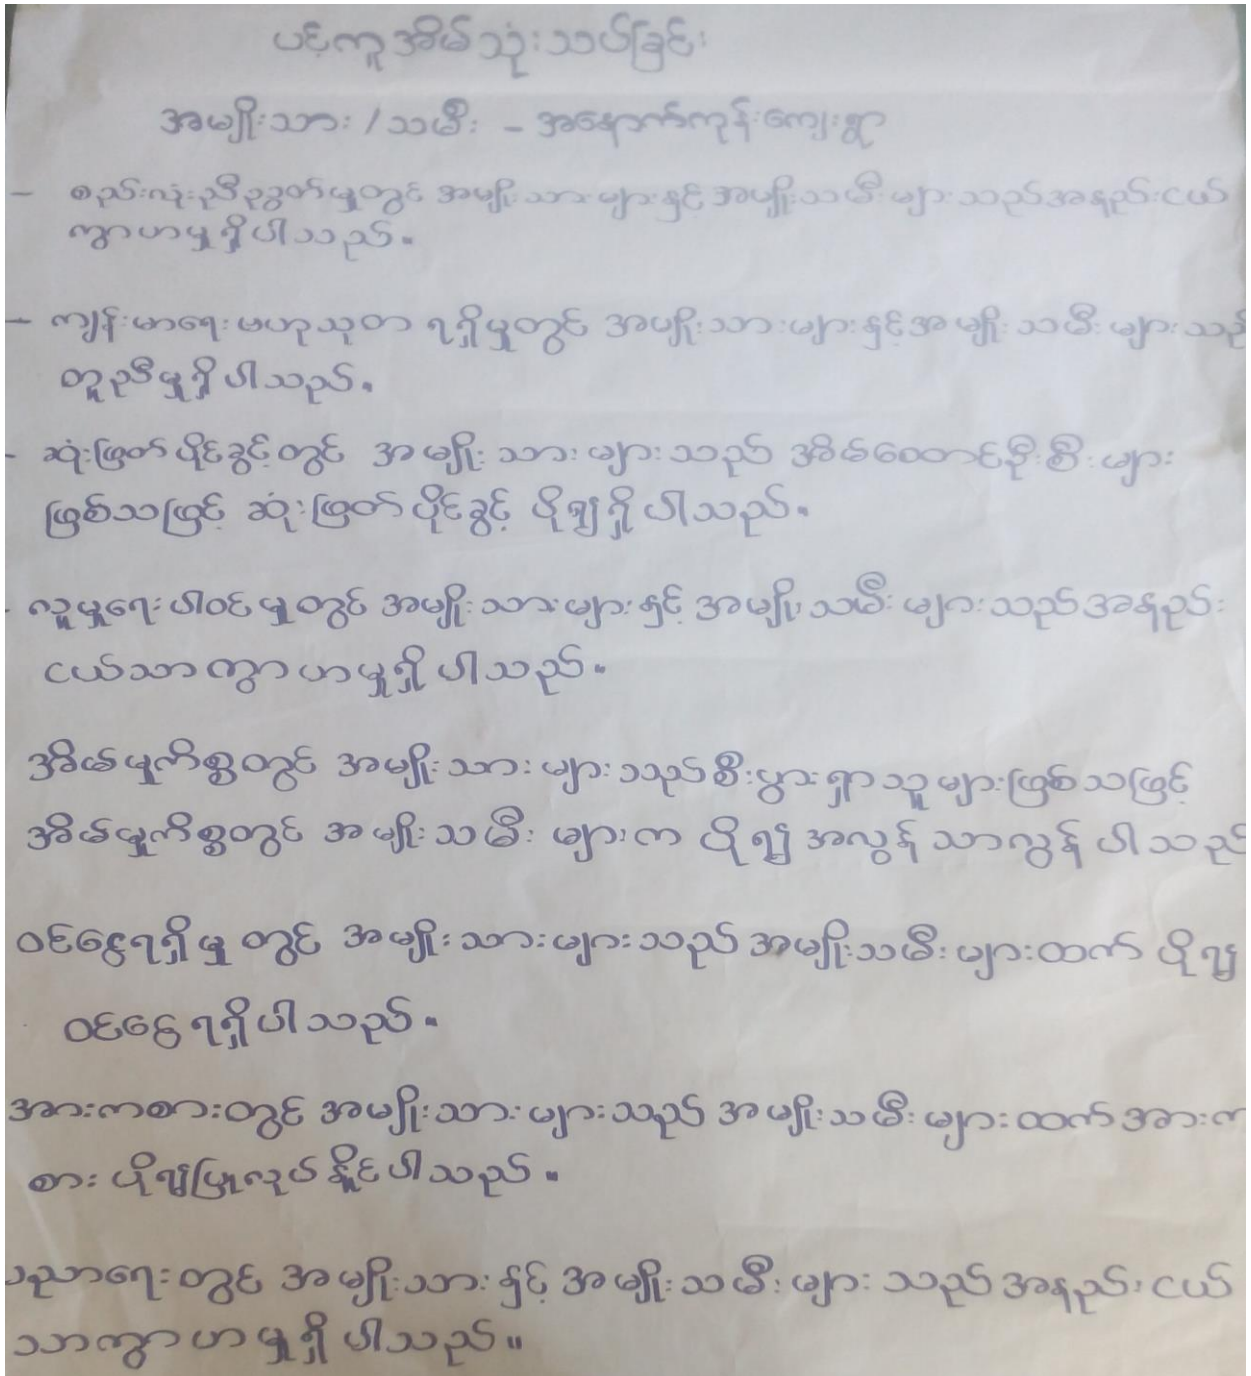 ပင့်ကူအိမ်သုံးသပ်ခြင်း
အမျိုးသား / သမီး - အနောက်ကုန်းကျေးရွာ
- စည်းလုံးညီညွတ်မှုတွင် အမျိုးသားများနှင့်အမျိုးသမီးများသည်အနည်းငယ်
ကွာဟမှုရှိပါသည်။
- ကျန်းမာရေးဗဟုသုတ ရရှိမှုတွင် အမျိုးသားများနှင့်အမျိုးသမီးများသည်
တူညီမှုရှိပါသည်။
- ဆုံးဖြတ်ပိုင်ခွင့်တွင် အမျိုးသားများသည် အိမ်ထောင်ဦးစီးများ
ဖြစ်သဖြင့် ဆုံးဖြတ်ပိုင်ခွင့် ပို၍ရှိပါသည်။
- လူမှုရေးပါဝင်မှုတွင် အမျိုးသားများနှင့် အမျိုးသမီးများသည်အနည်း
ငယ်သာကွာဟမှုရှိပါသည်။
အိမ်မှုကိစ္စတွင် အမျိုးသားများသည်စီးပွားရှာသူများဖြစ်သဖြင့်
အိမ်မှုကိစ္စတွင် အမျိုးသမီးများက ပို၍အလွန်သာလွန်ပါသည်
ဝင်ငွေရရှိမှုတွင် အမျိုးသားများသည်အမျိုးသမီးများထက် ပို၍
ဝင်ငွေရရှိပါသည်။
အားကစားတွင် အမျိုးသားများသည် အမျိုးသမီးများထက်အားက
စား ပို၍ပြုလုပ်နိူင်ပါသည်။
ပညာရေးတွင် အမျိုးသားနှင့် အမျိုးသမီးများသည်အနည်းငယ်
သာကွာဟမှုရှိပါသည်။